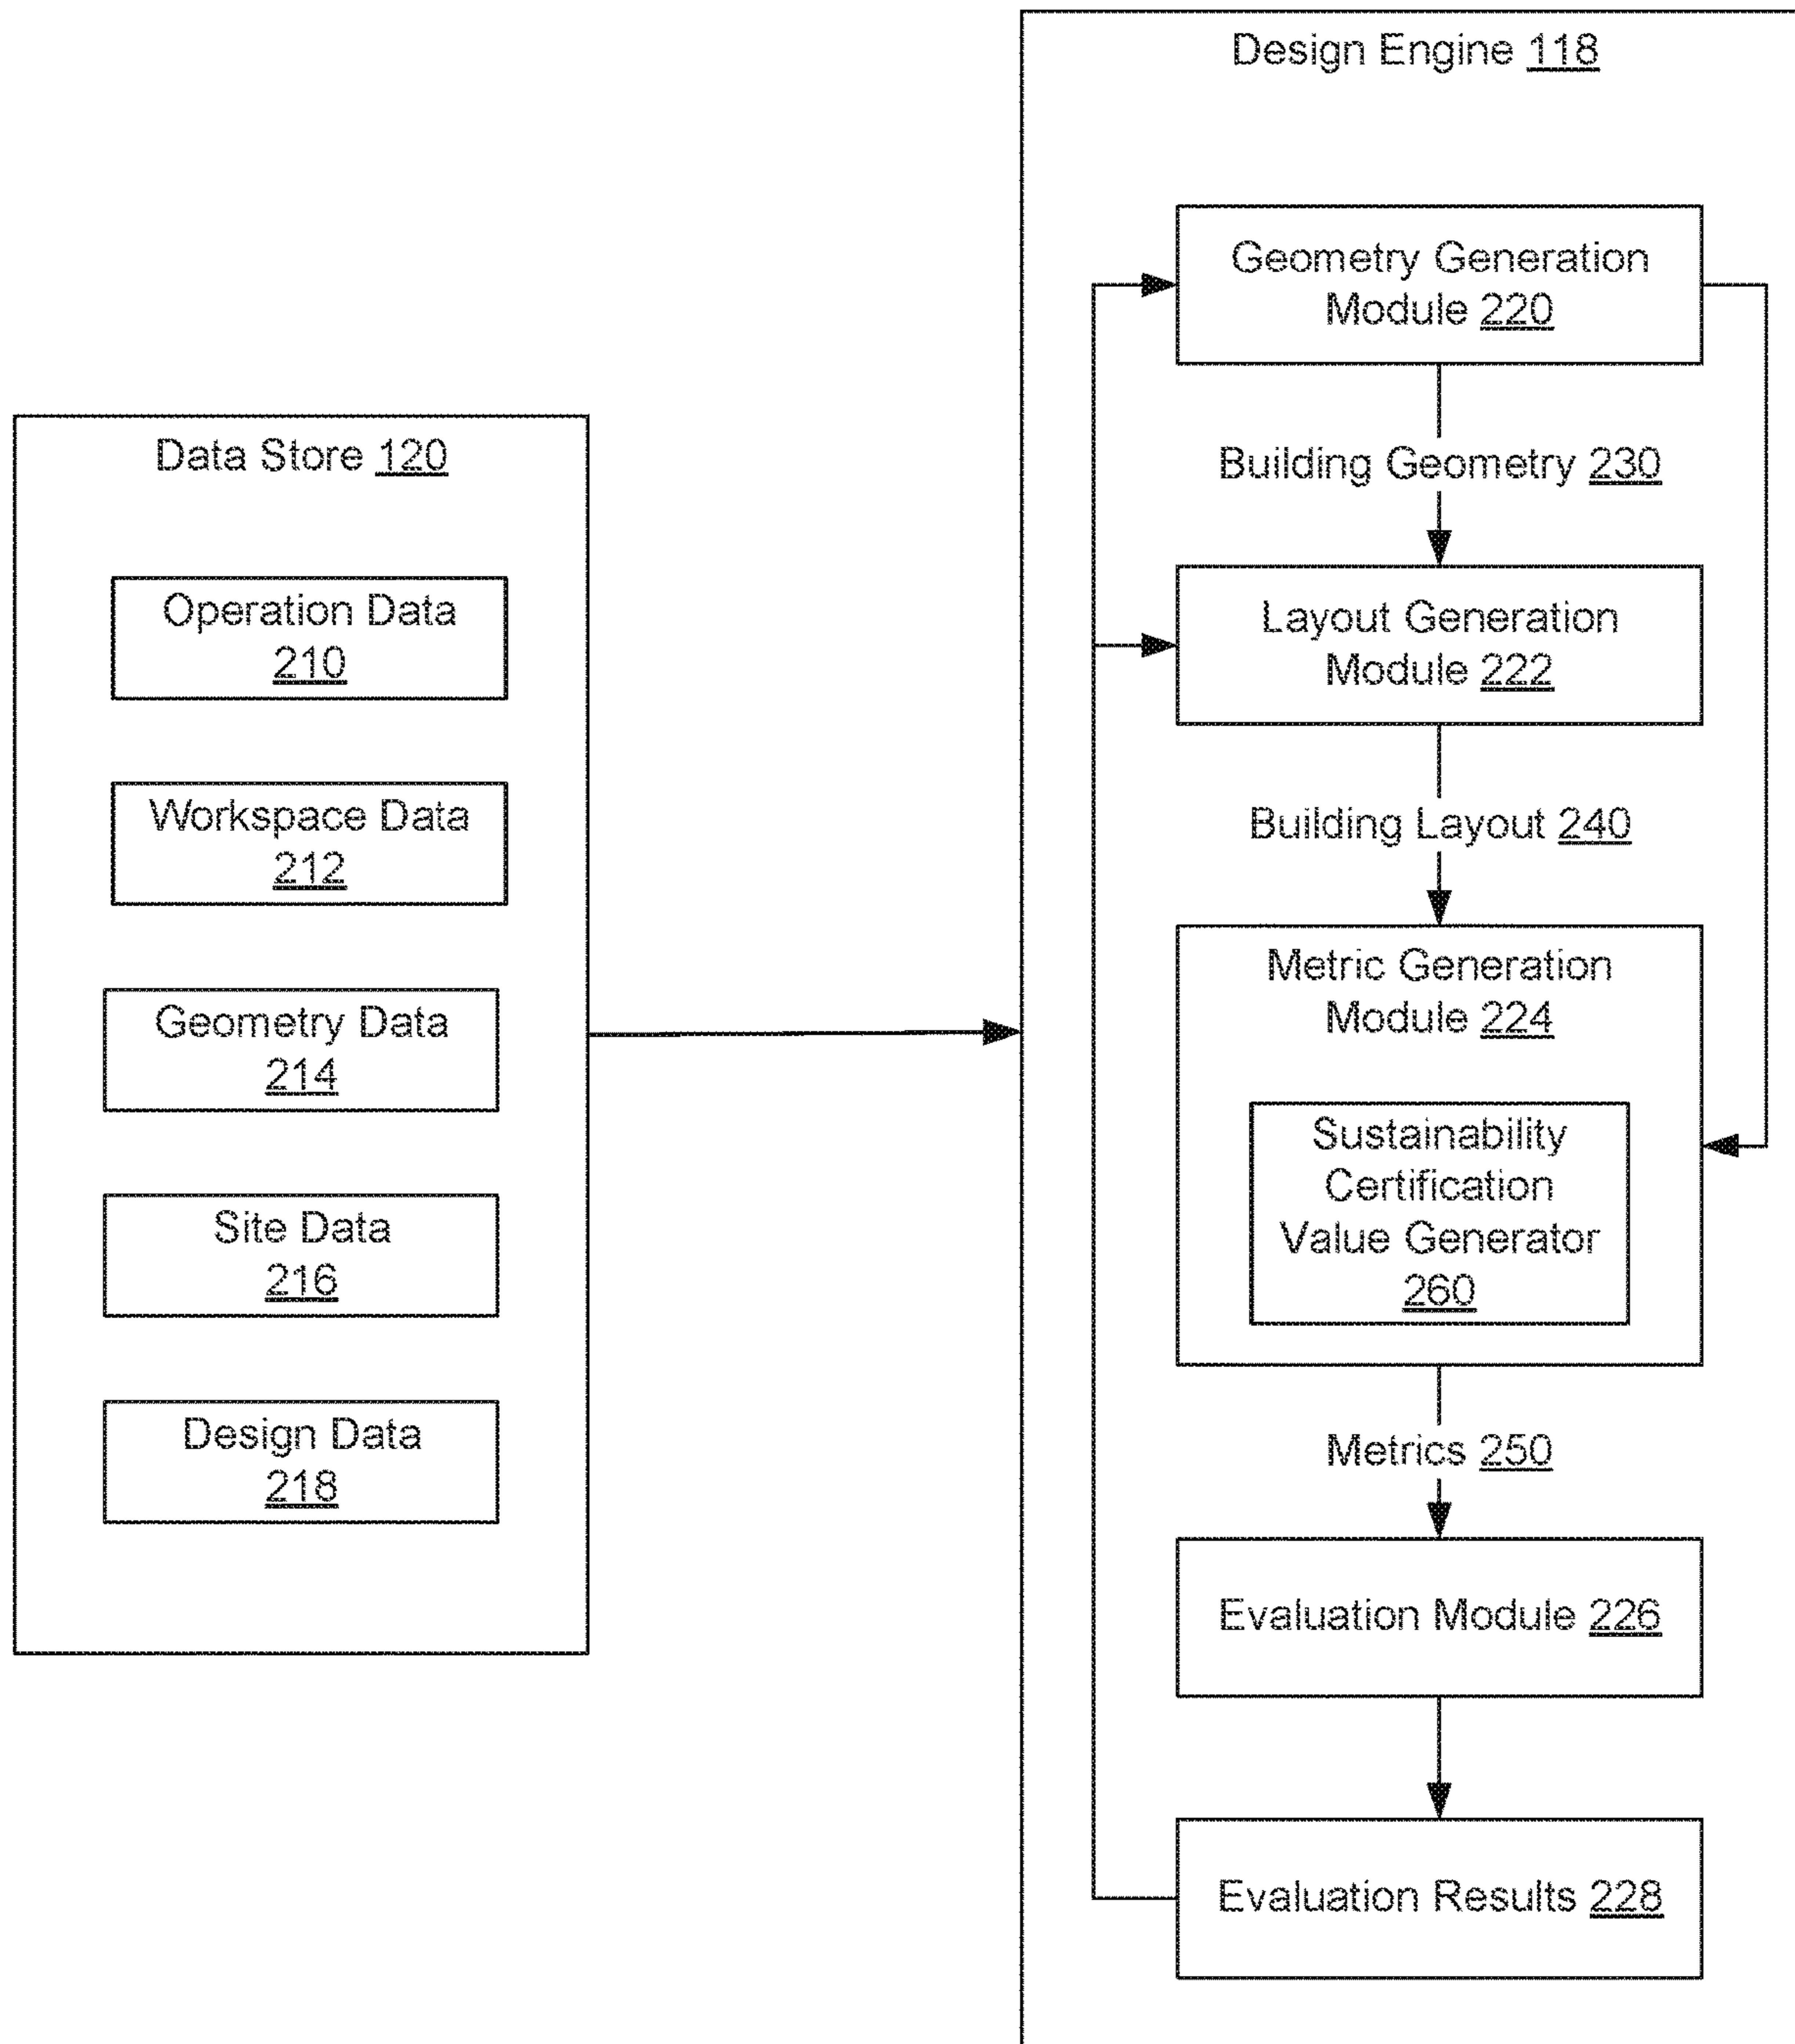 Data Store 120
Operation Data
210
Workspace Data
212
Geometry Data
214
Site Data
216
Design Data
218
Design Engine 118
Geometry Generation
Module 220
Building Geometry 230
Layout Generation
Module 222
Building Layout 240
Metric Generation
Module 224
Sustainability
Certification
Value Generator
260
Metrics 250
Evaluation Module 226
Evaluation Results 228